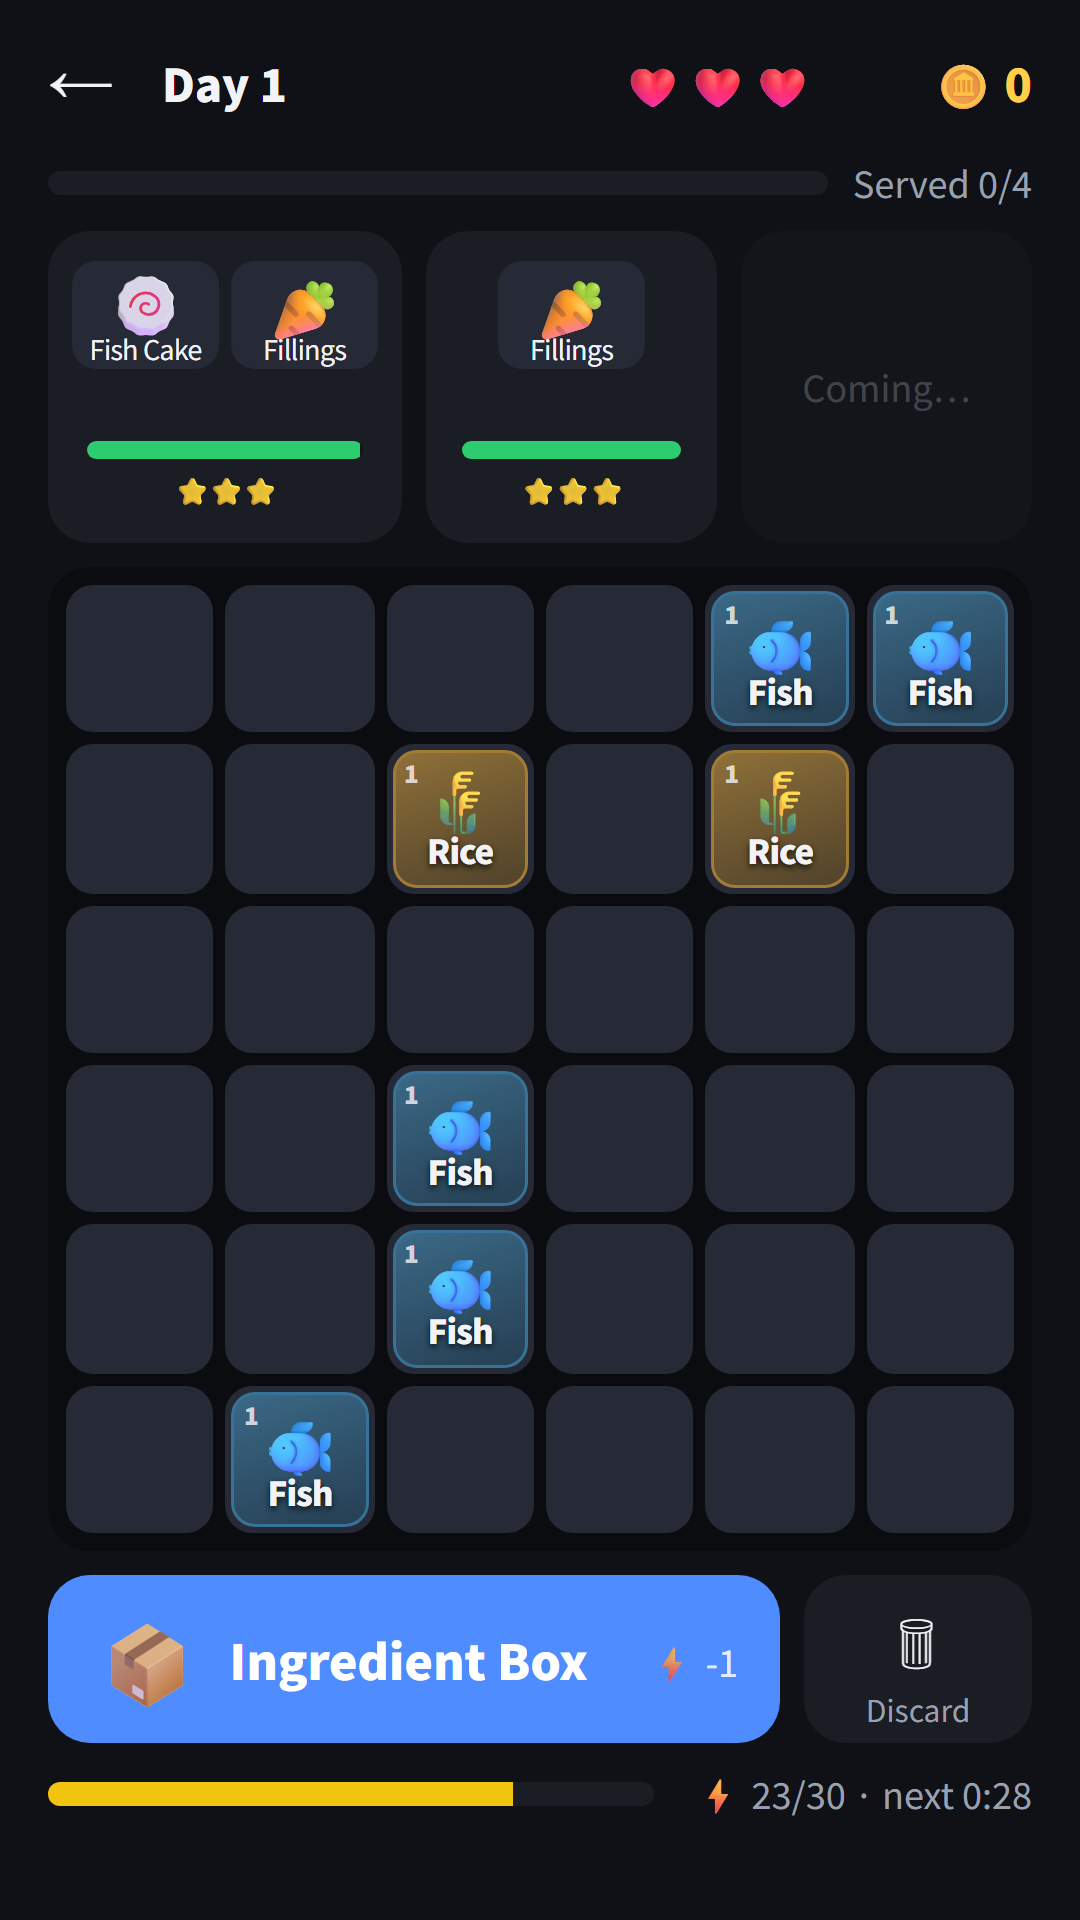 Day 1
0
Served 0/4
Fish Cake
Fillings
Fillings
Coming…
1
Fish
1
Fish
1
Rice
1
Rice
1
Fish
1
Fish
1
Fish
Ingredient Box
-1
Discard
23/30 · next 0:28